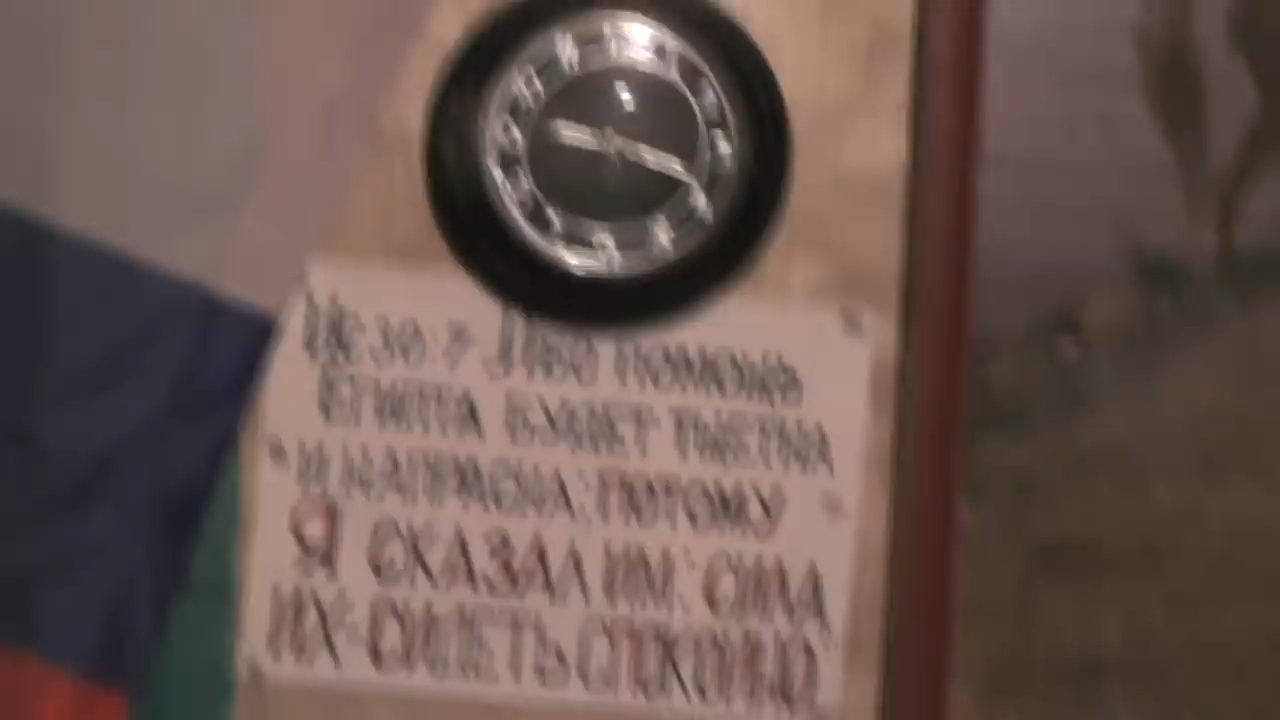 Ис 30:7 Ибо помощь
Египта будет тщетна
и напрасна; потому
Я сказал им: сила
их - сидеть спокойно